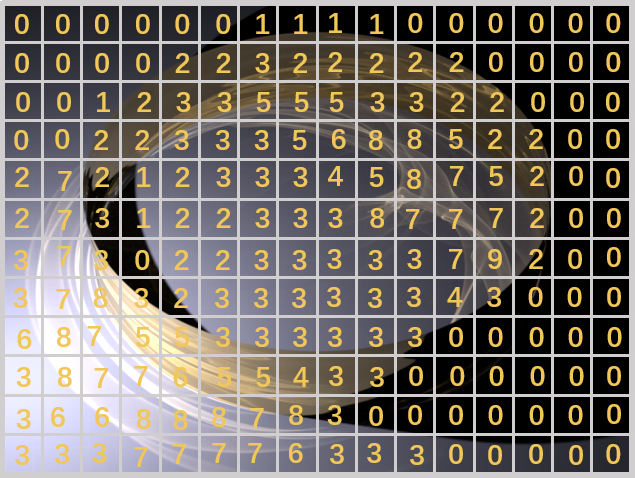 0 0 0 0 0 0 1 1 1 1 0 0 0 0 0 0
0 0 0 0 2 2 3 2 2 2 2 2 0 0 0 0
0 0 1 2 3 3 5 5 5 3 3 2 2 0 0 0
0 0 2 2 3 3 3 5 6 8 8 5 2 2 0 0
2 7 2 1 2 3 3 3 4 5 8 7 5 2 0 0
2 7 3 1 2 2 3 3 3 8 7 7 7 2 0 0
3 7 3 0 2 2 3 3 3 3 3 7 9 2 0 0
3 7 8 3 2 3 3 3 3 3 3 4 3 0 0 0
6 8 7 5 5 3 3 3 3 3 3 0 0 0 0 0
3 8 7 7 6 5 5 4 3 3 0 0 0 0 0 0
3 6 6 8 8 8 7 8 3 0 0 0 0 0 0 0
3 3 3 7 7 7 7 6 3 3 3 0 0 0 0 0